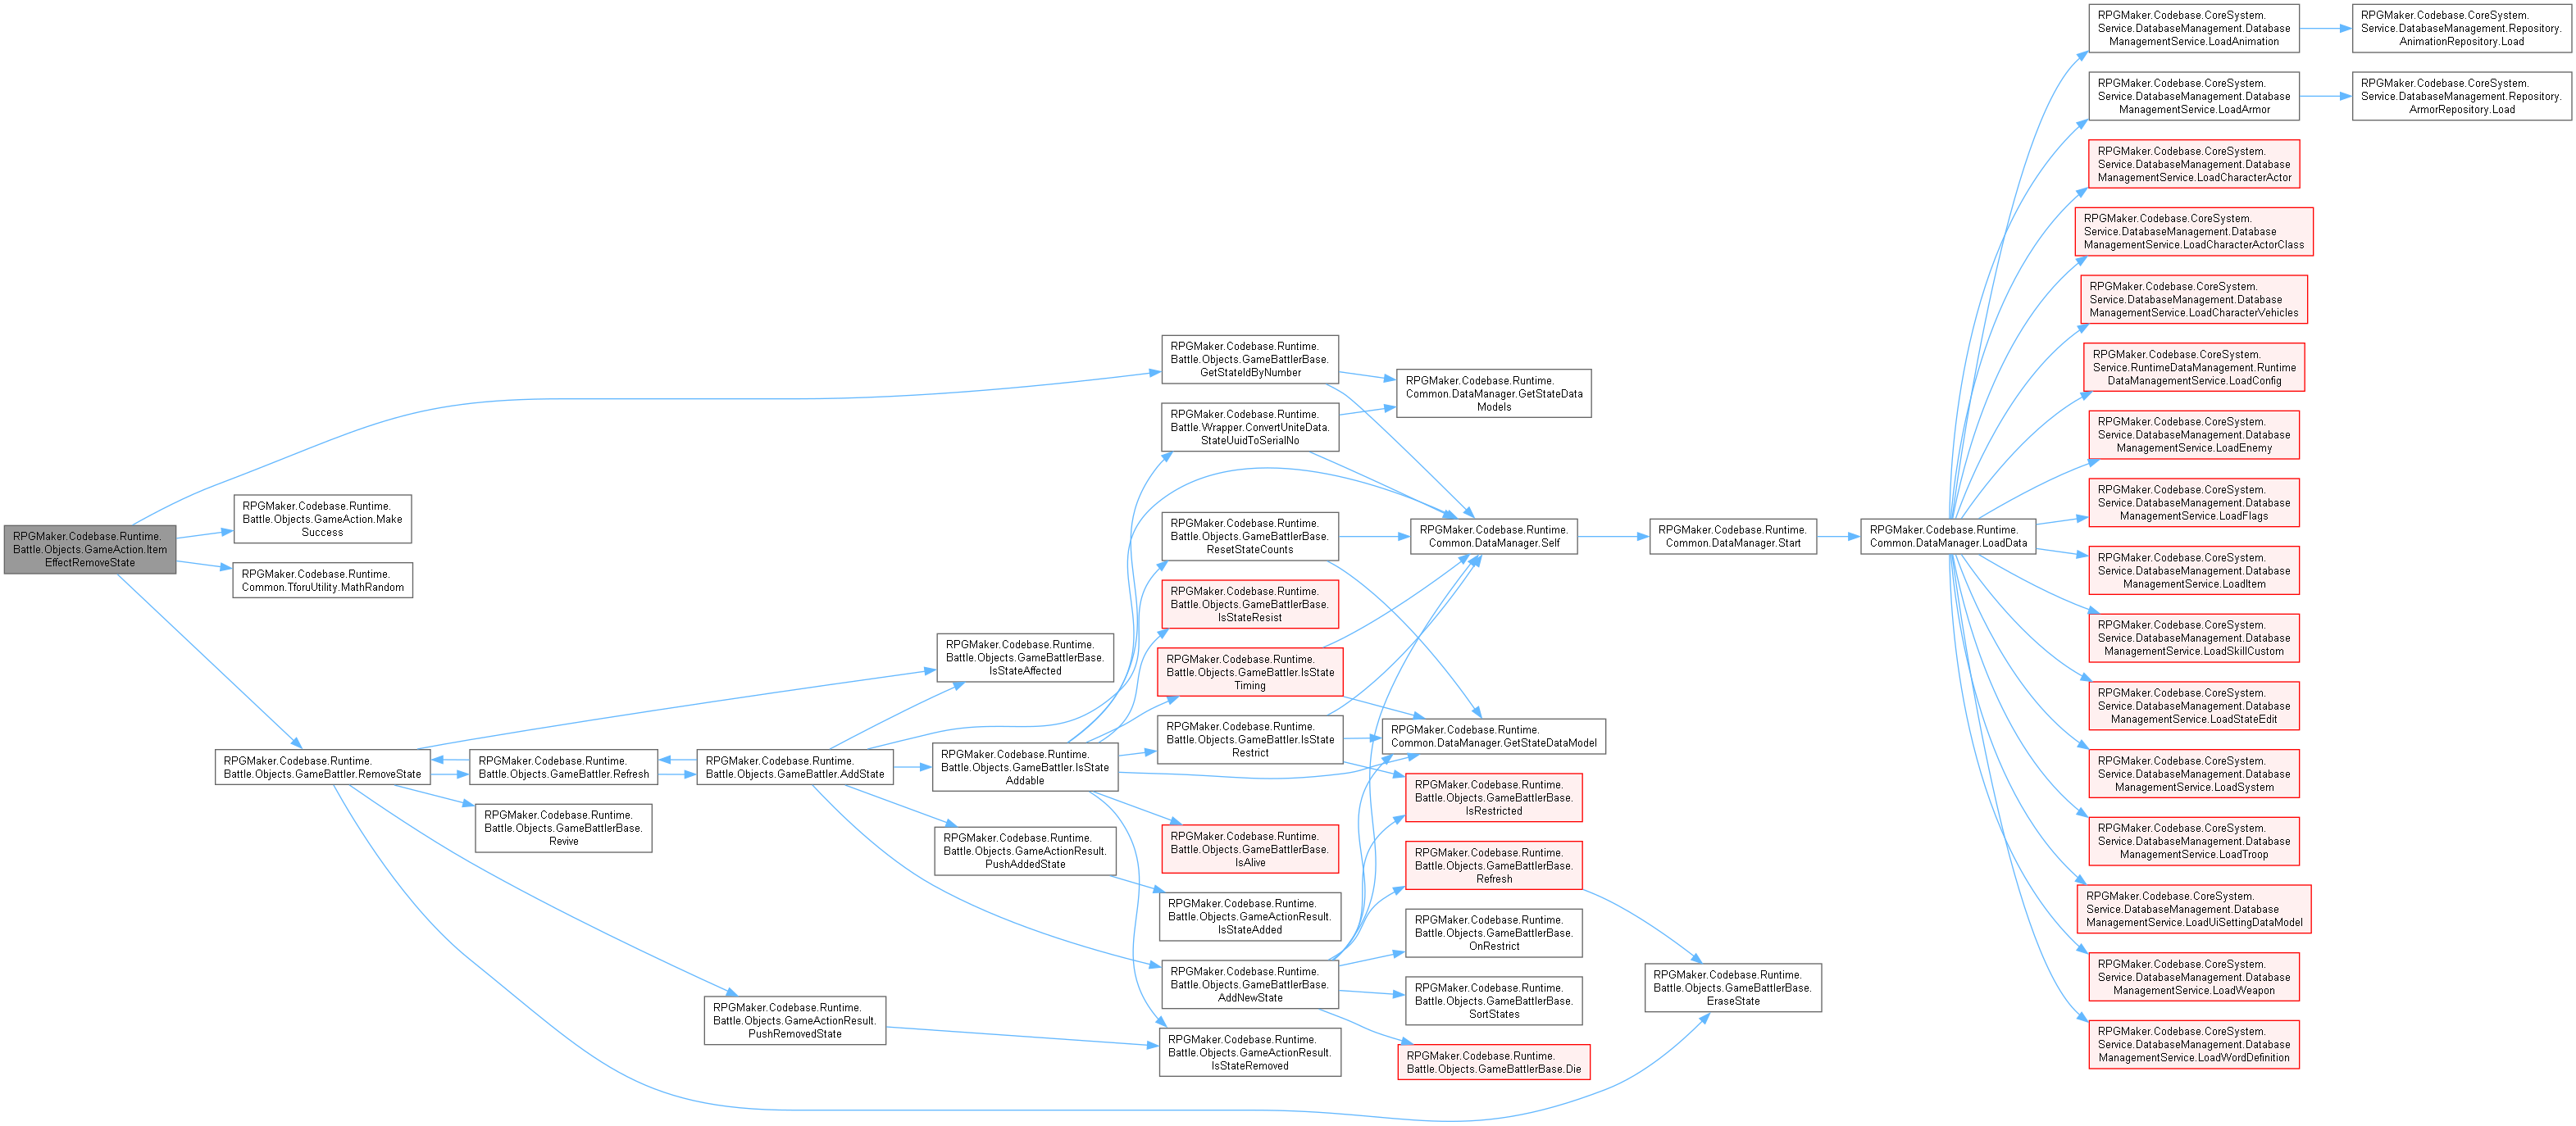 RPGMaker.Codebase.Runtime.
Battle.Objects.GameAction.Item
EffectRemoveState
RPGMaker.Codebase.Runtime.
Battle.Objects.GameAction.Make
Success
RPGMaker.Codebase.Runtime.
Common.TforuUtility.MathRandom
RPGMaker.Codebase.Runtime.
Battle.Objects.GameBattler.RemoveState
RPGMaker.Codebase.Runtime.
Battle.Objects.GameBattler.Refresh
RPGMaker.Codebase.Runtime.
Battle.Objects.GameBattlerBase.
Revive
RPGMaker.Codebase.Runtime.
Battle.Objects.GameBattler.AddState
RPGMaker.Codebase.Runtime.
Battle.Objects.GameActionResult.
PushRemovedState
RPGMaker.Codebase.Runtime.
Battle.Objects.GameBattlerBase.
IsStateAffected
RPGMaker.Codebase.Runtime.
Battle.Objects.GameBattler.IsState
Addable
RPGMaker.Codebase.Runtime.
Battle.Objects.GameActionResult.
PushAddedState
RPGMaker.Codebase.Runtime.
Battle.Objects.GameBattlerBase.
GetStateIdByNumber
RPGMaker.Codebase.Runtime.
Battle.Wrapper.ConvertUniteData.
StateUuidToSerialNo
RPGMaker.Codebase.Runtime.
Battle.Objects.GameBattlerBase.
ResetStateCounts
RPGMaker.Codebase.Runtime.
Battle.Objects.GameBattlerBase.
IsStateResist
RPGMaker.Codebase.Runtime.
Battle.Objects.GameBattler.IsState
Timing
RPGMaker.Codebase.Runtime.
Battle.Objects.GameBattler.IsState
Restrict
RPGMaker.Codebase.Runtime.
Battle.Objects.GameBattlerBase.
IsAlive
RPGMaker.Codebase.Runtime.
Battle.Objects.GameActionResult.
IsStateAdded
RPGMaker.Codebase.Runtime.
Battle.Objects.GameBattlerBase.
AddNewState
RPGMaker.Codebase.Runtime.
Battle.Objects.GameActionResult.
IsStateRemoved
RPGMaker.Codebase.Runtime.
Common.DataManager.GetStateData
Models
RPGMaker.Codebase.Runtime.
Common.DataManager.Self
RPGMaker.Codebase.Runtime.
Common.DataManager.GetStateDataModel
RPGMaker.Codebase.Runtime.
Battle.Objects.GameBattlerBase.
IsRestricted
RPGMaker.Codebase.Runtime.
Battle.Objects.GameBattlerBase.
Refresh
RPGMaker.Codebase.Runtime.
Battle.Objects.GameBattlerBase.
OnRestrict
RPGMaker.Codebase.Runtime.
Battle.Objects.GameBattlerBase.
SortStates
RPGMaker.Codebase.Runtime.
Battle.Objects.GameBattlerBase.Die
RPGMaker.Codebase.Runtime.
Common.DataManager.Start
RPGMaker.Codebase.Runtime.
Battle.Objects.GameBattlerBase.
EraseState
RPGMaker.Codebase.Runtime.
Common.DataManager.LoadData
RPGMaker.Codebase.CoreSystem.
Service.DatabaseManagement.Database
ManagementService.LoadAnimation
RPGMaker.Codebase.CoreSystem.
Service.DatabaseManagement.Repository.
AnimationRepository.Load
RPGMaker.Codebase.CoreSystem.
Service.DatabaseManagement.Database
ManagementService.LoadArmor
RPGMaker.Codebase.CoreSystem.
Service.DatabaseManagement.Repository.
ArmorRepository.Load
RPGMaker.Codebase.CoreSystem.
Service.DatabaseManagement.Database
ManagementService.LoadCharacterActor
RPGMaker.Codebase.CoreSystem.
Service.DatabaseManagement.Database
ManagementService.LoadCharacterActorClass
RPGMaker.Codebase.CoreSystem.
Service.DatabaseManagement.Database
ManagementService.LoadCharacterVehicles
RPGMaker.Codebase.CoreSystem.
Service.RuntimeDataManagement.Runtime
DataManagementService.LoadConfig
RPGMaker.Codebase.CoreSystem.
Service.DatabaseManagement.Database
ManagementService.LoadEnemy
RPGMaker.Codebase.CoreSystem.
Service.DatabaseManagement.Database
ManagementService.LoadFlags
RPGMaker.Codebase.CoreSystem.
Service.DatabaseManagement.Database
ManagementService.LoadItem
RPGMaker.Codebase.CoreSystem.
Service.DatabaseManagement.Database
ManagementService.LoadSkillCustom
RPGMaker.Codebase.CoreSystem.
Service.DatabaseManagement.Database
ManagementService.LoadStateEdit
RPGMaker.Codebase.CoreSystem.
Service.DatabaseManagement.Database
ManagementService.LoadSystem
RPGMaker.Codebase.CoreSystem.
Service.DatabaseManagement.Database
ManagementService.LoadTroop
RPGMaker.Codebase.CoreSystem.
Service.DatabaseManagement.Database
ManagementService.LoadUiSettingDataModel
RPGMaker.Codebase.CoreSystem.
Service.DatabaseManagement.Database
ManagementService.LoadWeapon
RPGMaker.Codebase.CoreSystem.
Service.DatabaseManagement.Database
ManagementService.LoadWordDefinition